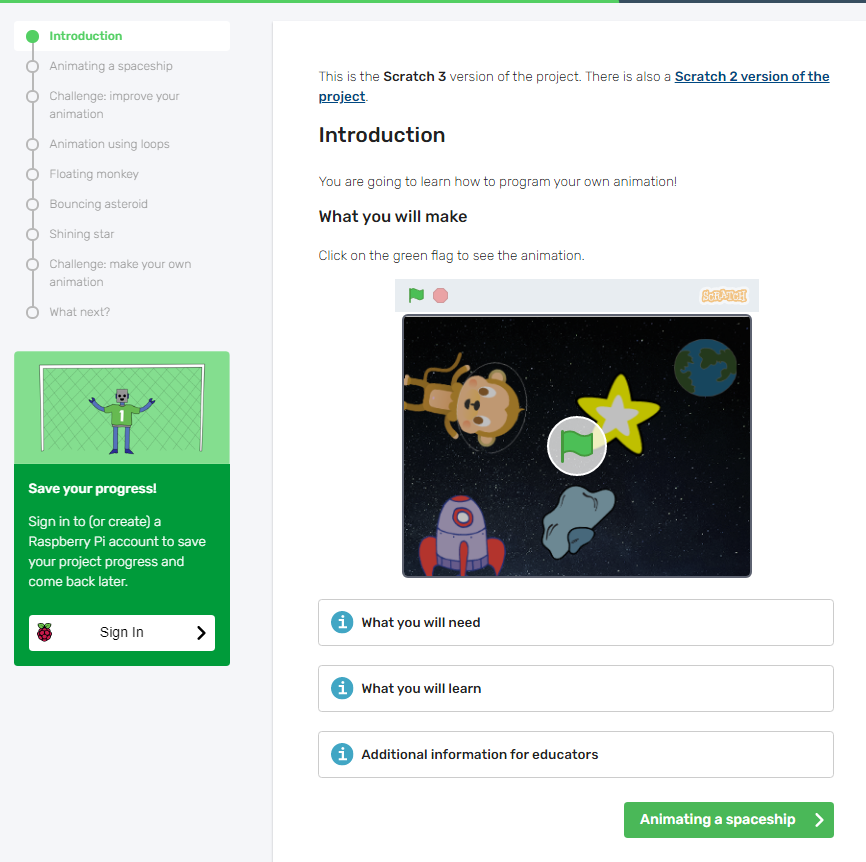 Introduction
Animating a spaceship
Challenge: improve your
animation
Animation using loops
Floating monkey
Bouncing asteroid
Shining star
Challenge: make your own
animation
What next?
1
Save your progress!
Sign in to (or create) a
Raspberry Pi account to save
your project progress and
come back later.
Sign In
This is the Scratch 3 version of the project. There is also a Scratch 2 version of the
project.
Introduction
You are going to learn how to program your own animation!
What you will make
Click on the green flag to see the animation.
SCRATCH
What you will need
What you will learn
Additional information for educators
Animating a spaceship